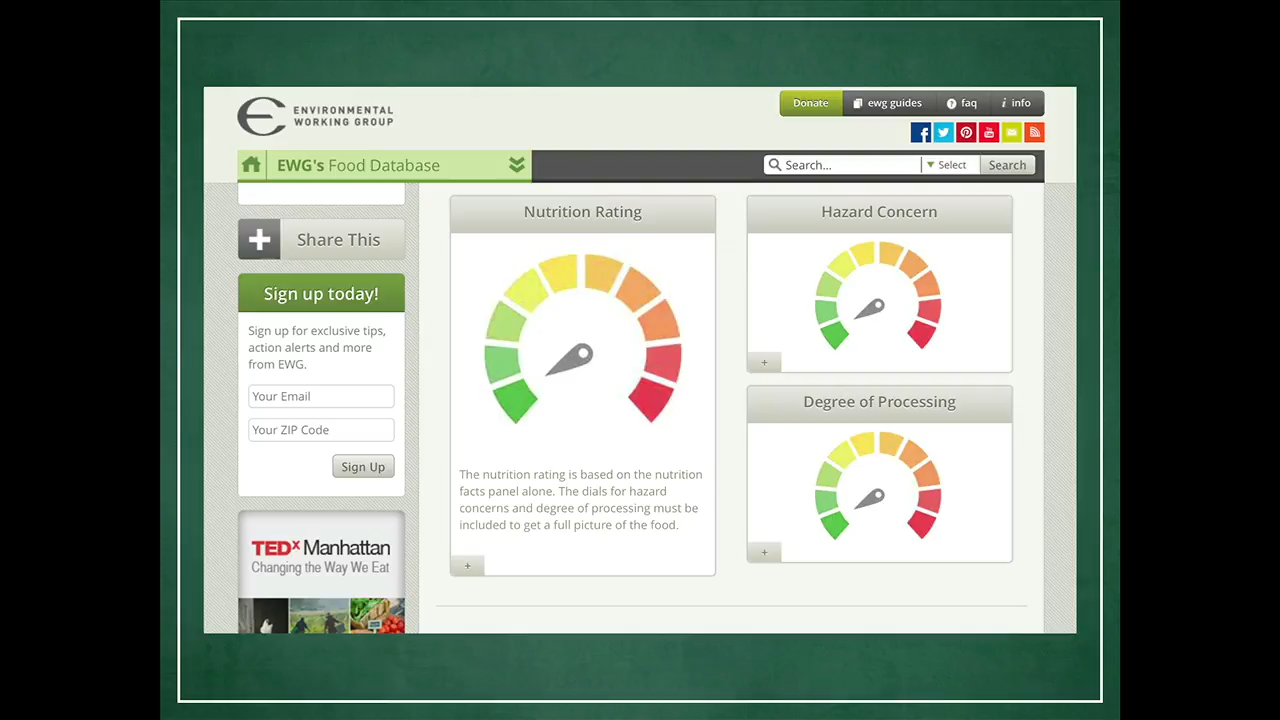 ENVIRONMENTAL
WORKING GROUP
Donate
ewg guides
faq
info
EWG's Food Database
Search...
Select
Search
Share This
Sign up today!
Sign up for exclusive tips,
action alerts and more
from EWG.
Your Email
Your ZIP Code
Sign Up
TEDx Manhattan
Changing the Way We Eat
Nutrition Rating
The nutrition rating is based on the nutrition
facts panel alone. The dials for hazard
concerns and degree of processing must be
included to get a full picture of the food.
+
Hazard Concern
+
Degree of Processing
+